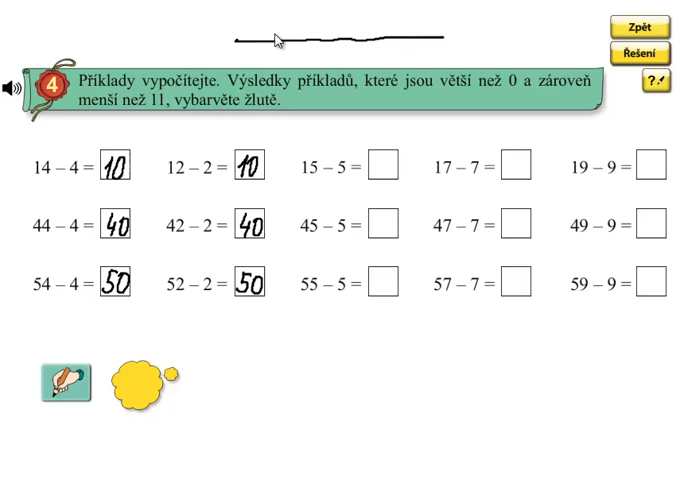 Zpět
Řešení
?
4
Příklady vypočítejte. Výsledky příkladů, které jsou větší než 0 a zároveň
menší než 11, vybarvěte žlutě.
14 – 4 = 10 12 – 2 = 10 15 – 5 = 17 – 7 = 19 – 9 =
44 – 4 = 40 42 – 2 = 40 45 – 5 = 47 – 7 = 49 – 9 =
54 – 4 = 50 52 – 2 = 50 55 – 5 = 57 – 7 = 59 – 9 =